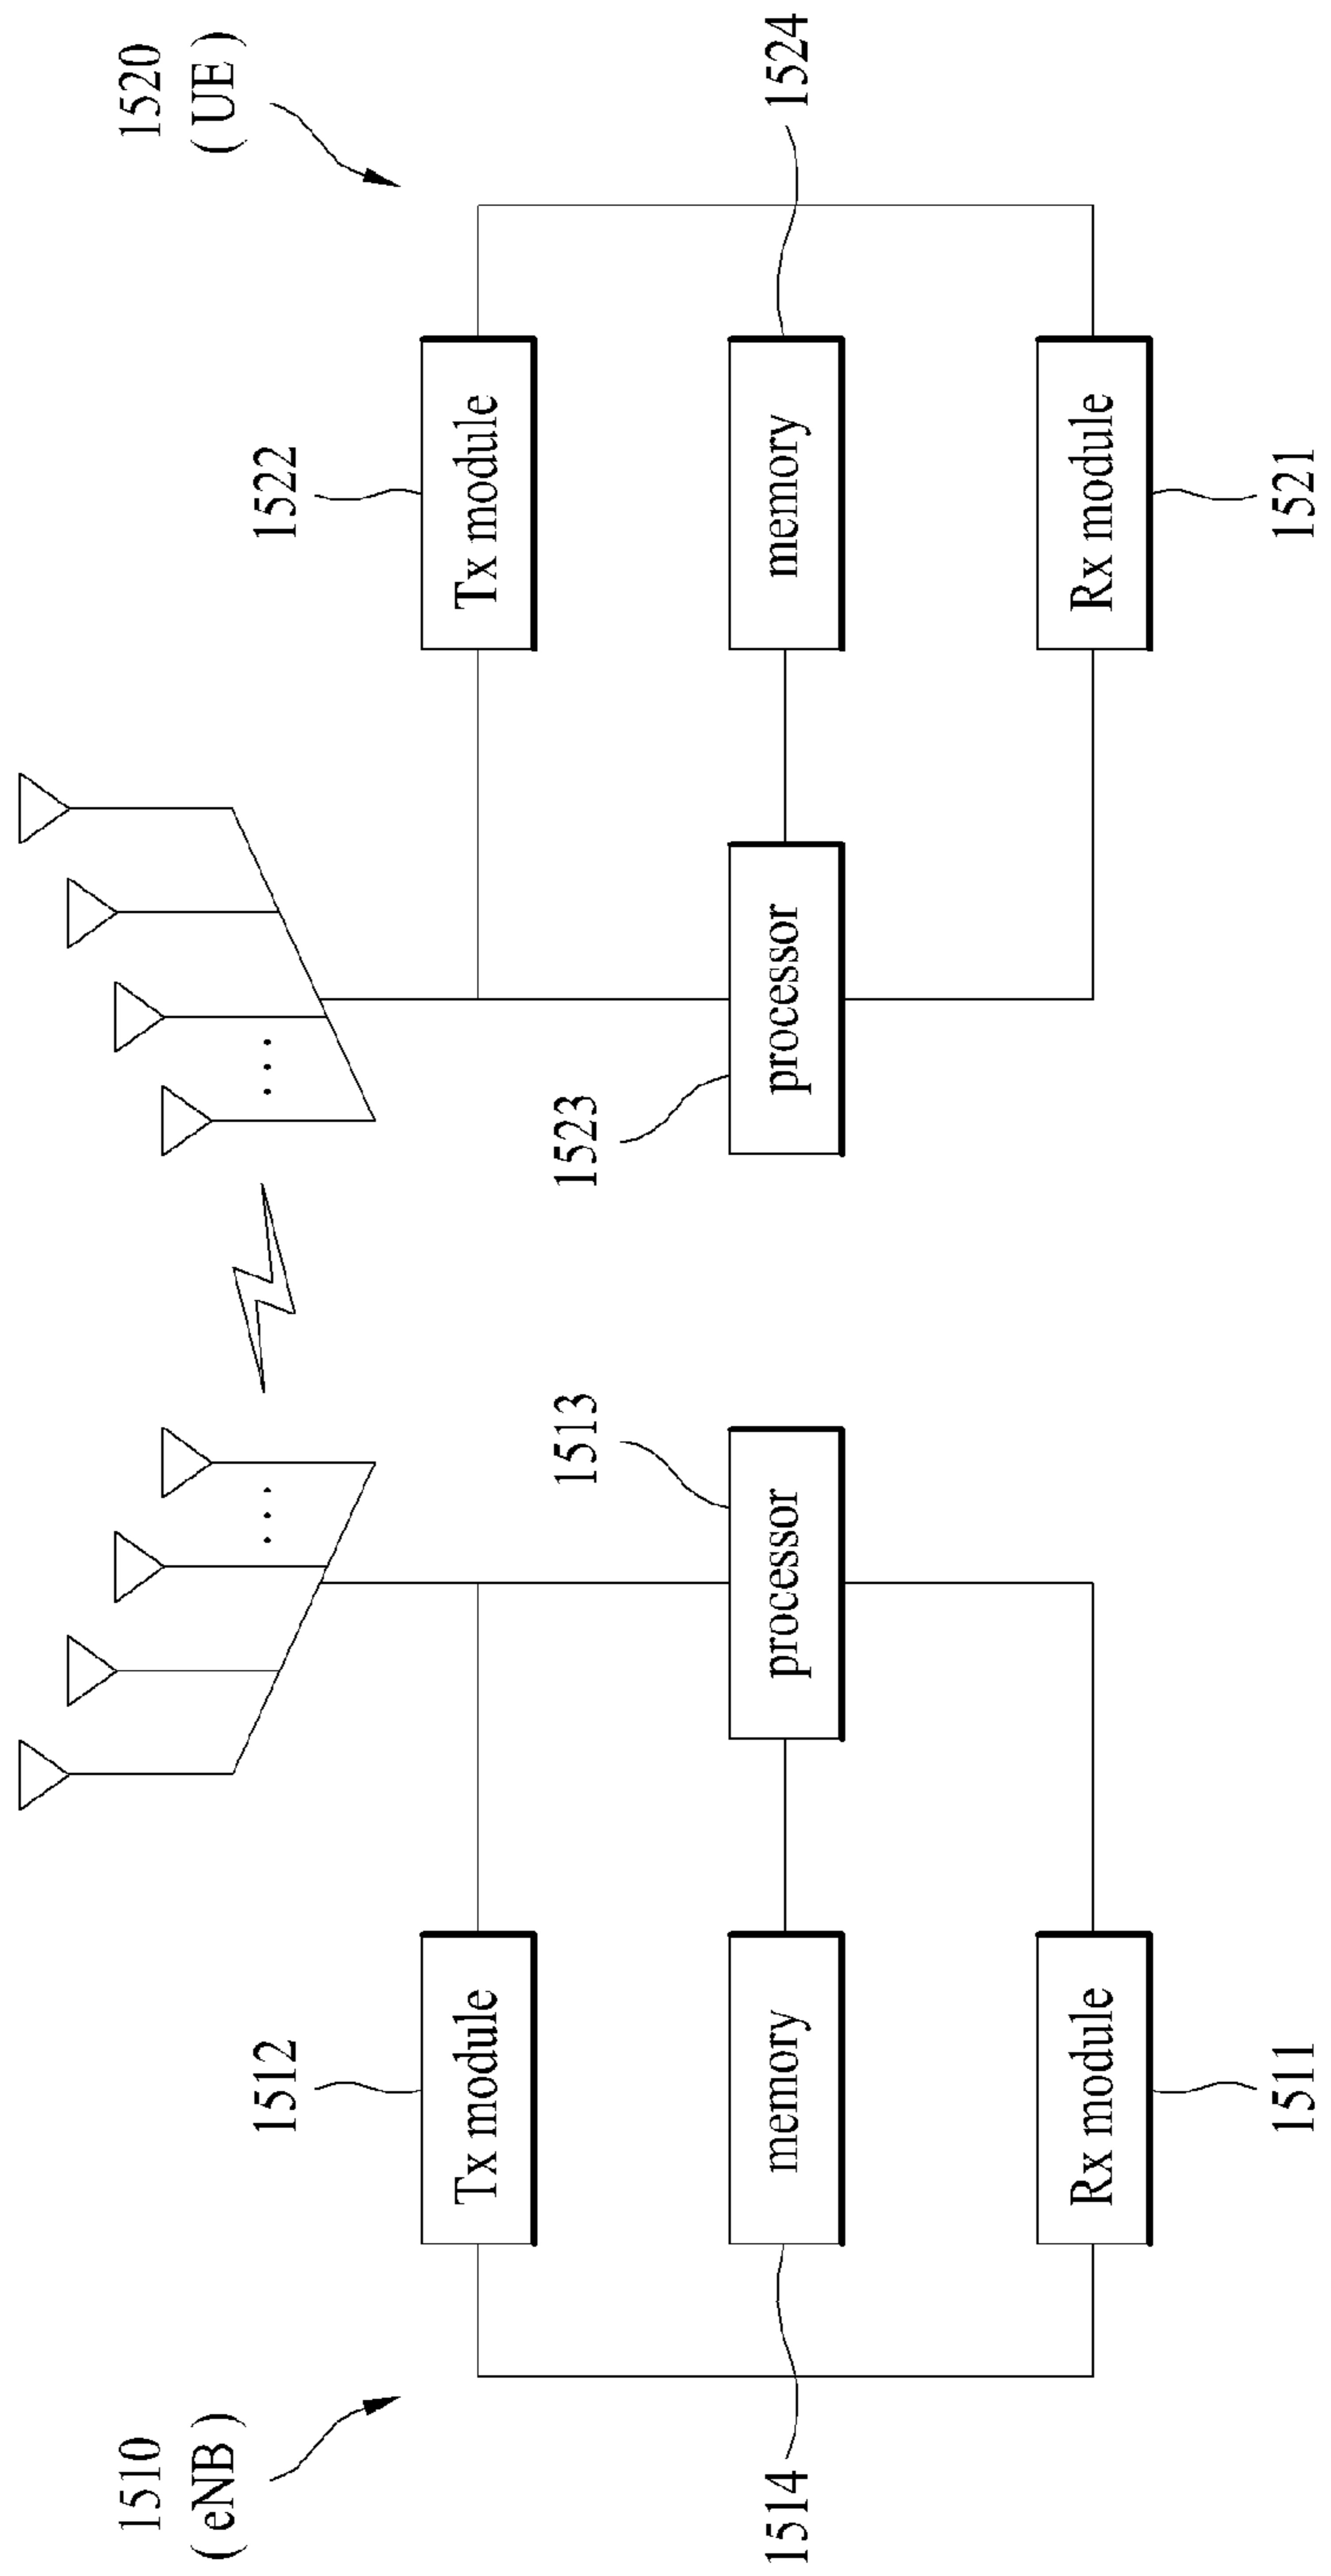 1510
( eNB )
1520
( UE )
1512
1522
Tx module
Tx module
1513
1523
1514
memory
processor
processor
memory
1524
Rx module
Rx module
1511
1521